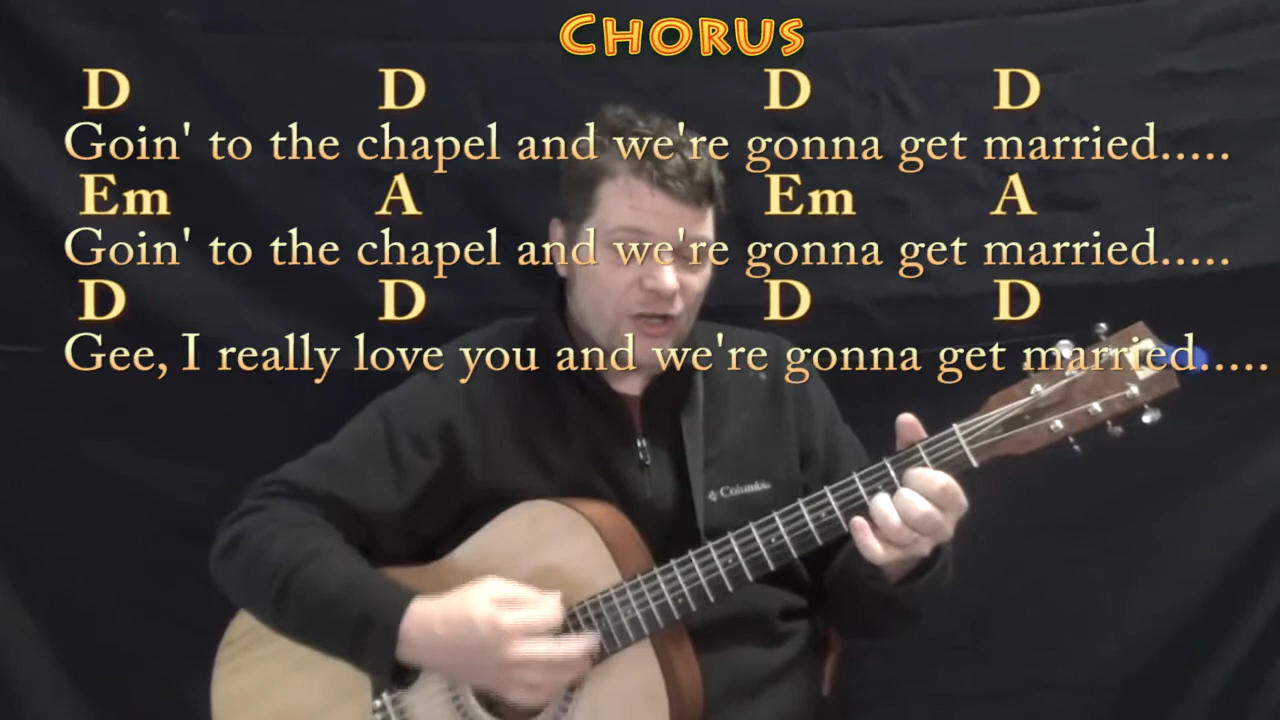 CHORUS
D D D D
Goin' to the chapel and we're gonna get married.....
Em A Em A
Goin' to the chapel and we're gonna get married.....
D D D D
Gee, I really love you and we're gonna get married.....
Columbia